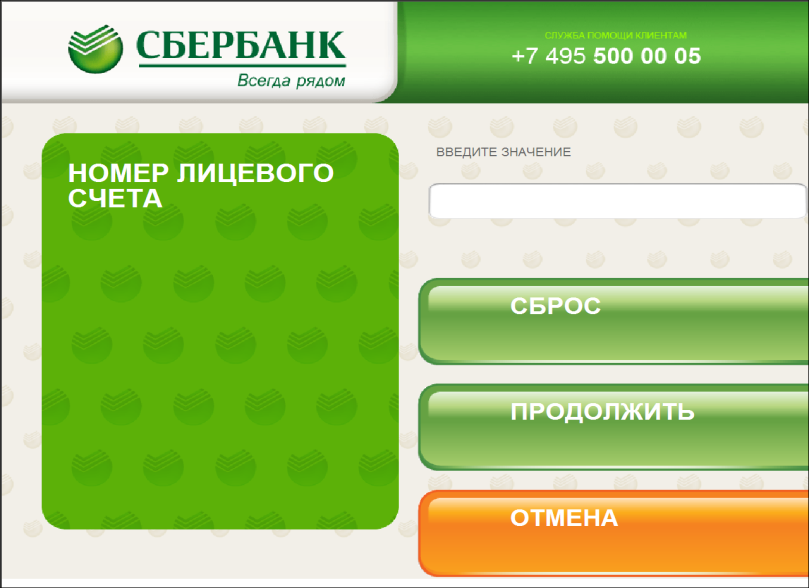 СБЕРБАНК
Всегда рядом
СЛУЖБА ПОМОЩИ КЛИЕНТАМ
+7 495 500 00 05
НОМЕР ЛИЦЕВОГО
СЧЕТА
ВВЕДИТЕ ЗНАЧЕНИЕ
СБРОС
ПРОДОЛЖИТЬ
ОТМЕНА